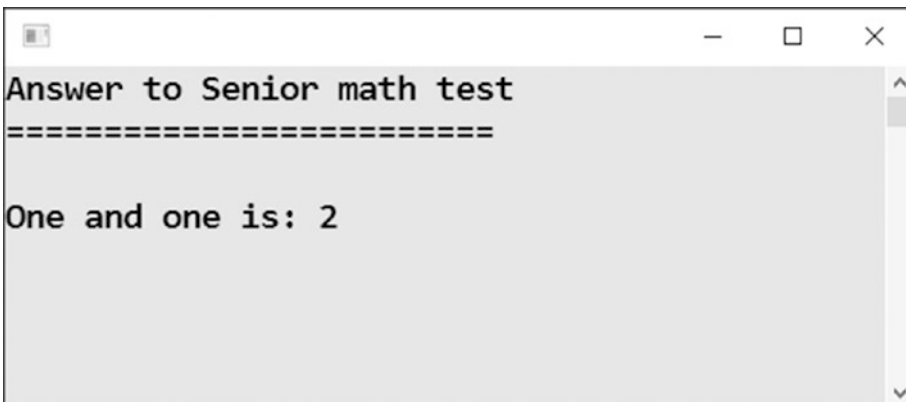 Answer to Senior math test
=========================
One and one is: 2